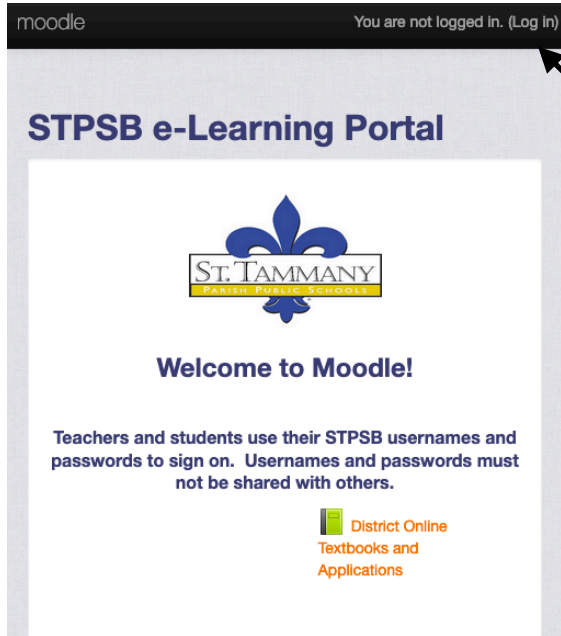 moodle
You are not logged in. (Log in)
STPSB e-Learning Portal
ST. TAMMANY
PARISH PUBLIC SCHOOLS
Welcome to Moodle!
Teachers and students use their STPSB usernames and
passwords to sign on.  Usernames and passwords must
not be shared with others.
District Online
Textbooks and
Applications